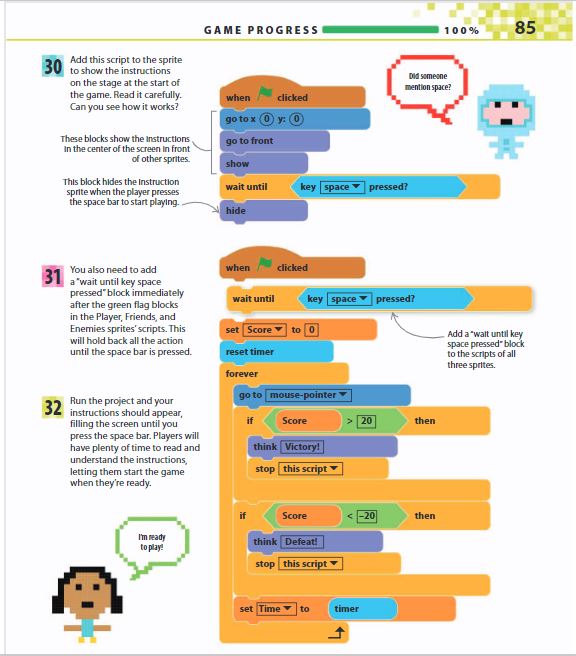 GAME PROGRESS 100% 85
30 Add this script to the sprite
to show the instructions
on the stage at the start of
the game. Read it carefully.
Can you see how it works?
These blocks show the instructions
in the center of the screen in front
of other sprites.
This block hides the instruction
sprite when the player presses
the space bar to start playing.
when clicked
go to x 0 y: 0
go to front
show
wait until key space pressed?
hide
Did someone
mention space?
31 You also need to add
a "wait until key space
pressed" block immediately
after the green flag blocks
in the Player, Friends, and
Enemies sprites' scripts. This
will hold back all the action
until the space bar is pressed.
32 Run the project and your
instructions should appear,
filling the screen until you
press the space bar. Players will
have plenty of time to read and
understand the instructions,
letting them start the game
when they're ready.
I'm ready
to play!
when clicked
wait until key space pressed?
set Score to 0
reset timer
forever
go to mouse-pointer
if Score > 20 then
think Victory!
stop this script
if Score < -20 then
think Defeat!
stop this script
set Time to timer
Add a "wait until key
space pressed" block
to the scripts of all
three sprites.